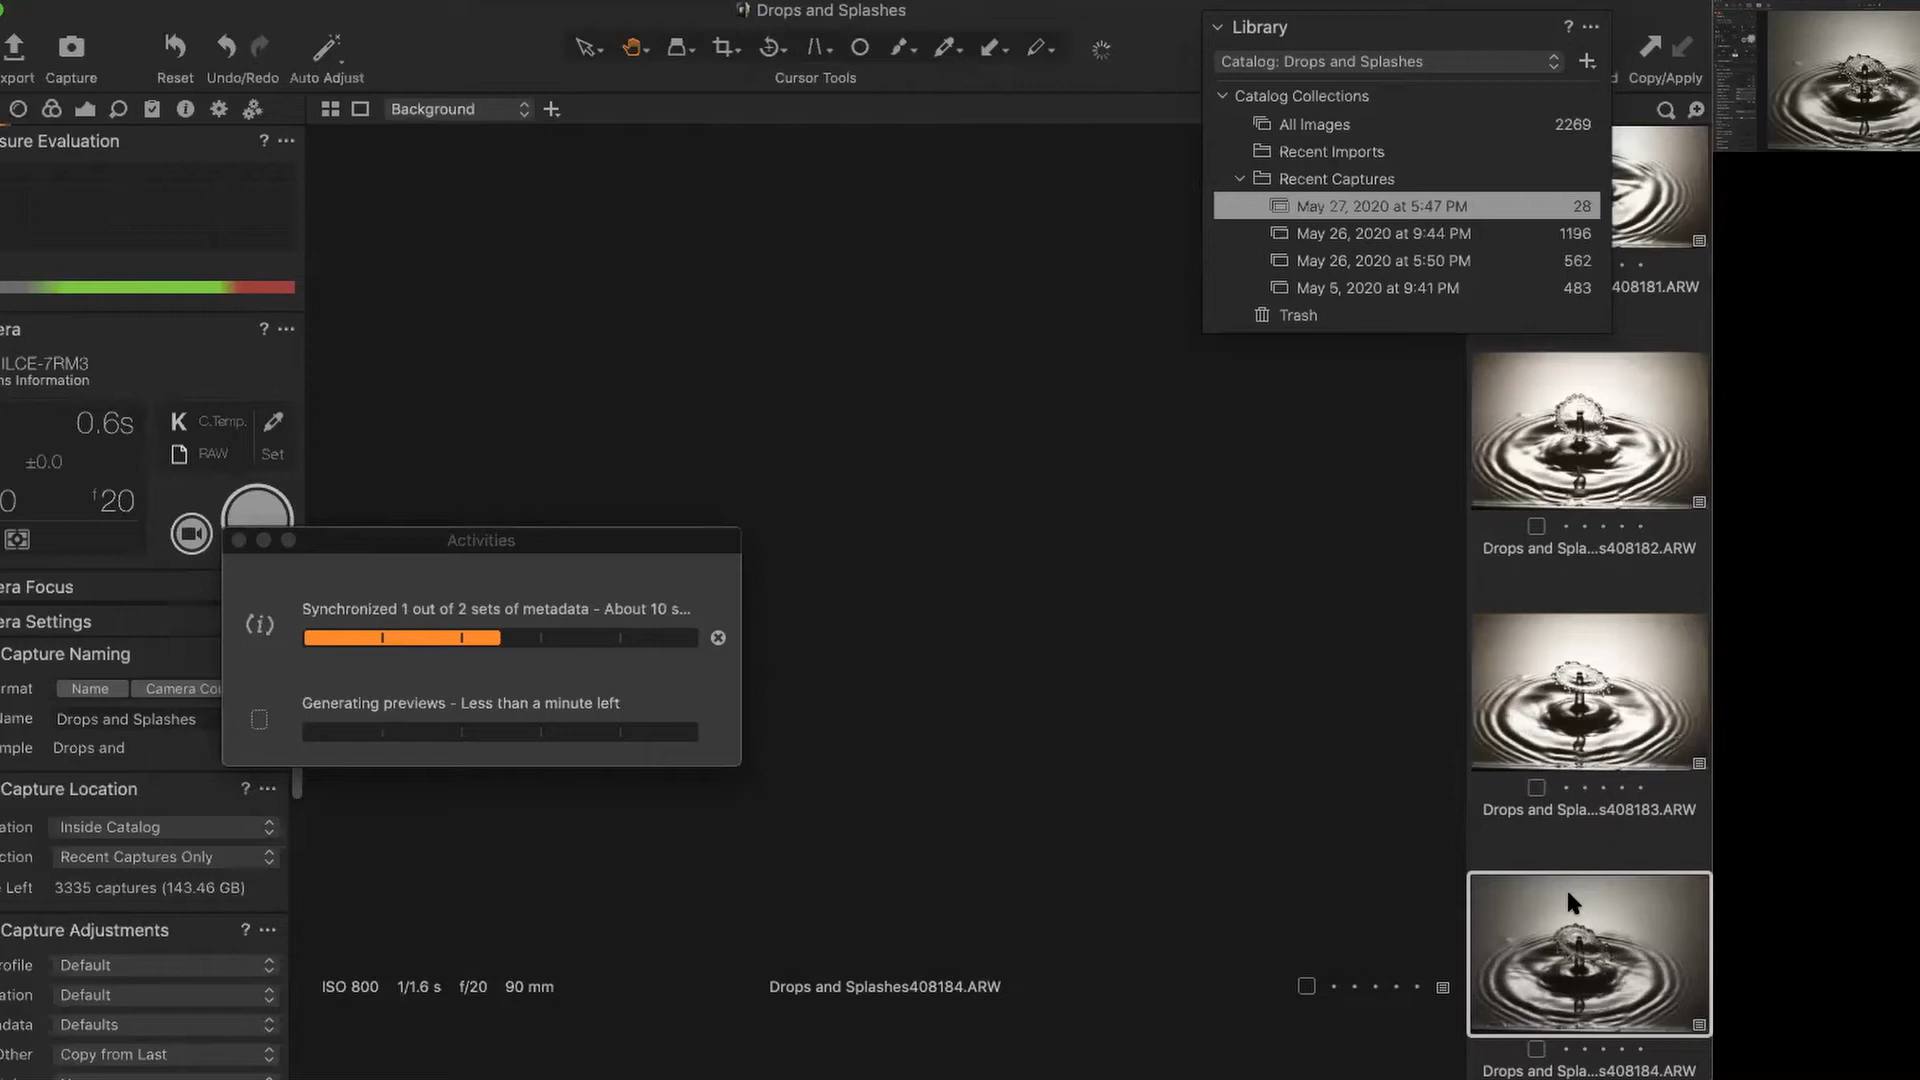 Drops and Splashes
xport
Capture
Reset
Undo/Redo
Auto Adjust
Cursor Tools
Copy/Apply
Library
? ...
Catalog: Drops and Splashes
Catalog Collections
All Images 2269
Recent Imports
Recent Captures
May 27, 2020 at 5:47 PM 28
May 26, 2020 at 9:44 PM 1196
May 26, 2020 at 5:50 PM 562
May 5, 2020 at 9:41 PM 483
Trash
Background
sure Evaluation ? ...
era ? ...
ILCE-7RM3
ns Information
0.6s
K C.Temp.
±0.0
RAW Set
0 f20
era Focus
era Settings
Capture Naming
rmat Name Camera Cou
Name Drops and Splashes
mple Drops and
Capture Location ? ...
ation Inside Catalog
ction Recent Captures Only
e Left 3335 captures (143.46 GB)
Capture Adjustments ? ...
rofile Default
ation Default
adata Defaults
Other Copy from Last
Activities
Synchronized 1 out of 2 sets of metadata - About 10 s...
Generating previews - Less than a minute left
ISO 800 1/1.6 s f/20 90 mm
Drops and Splashes408184.ARW
408181.ARW
Drops and Spla...s408182.ARW
Drops and Spla...s408183.ARW
Drops and Spla...s408184.ARW